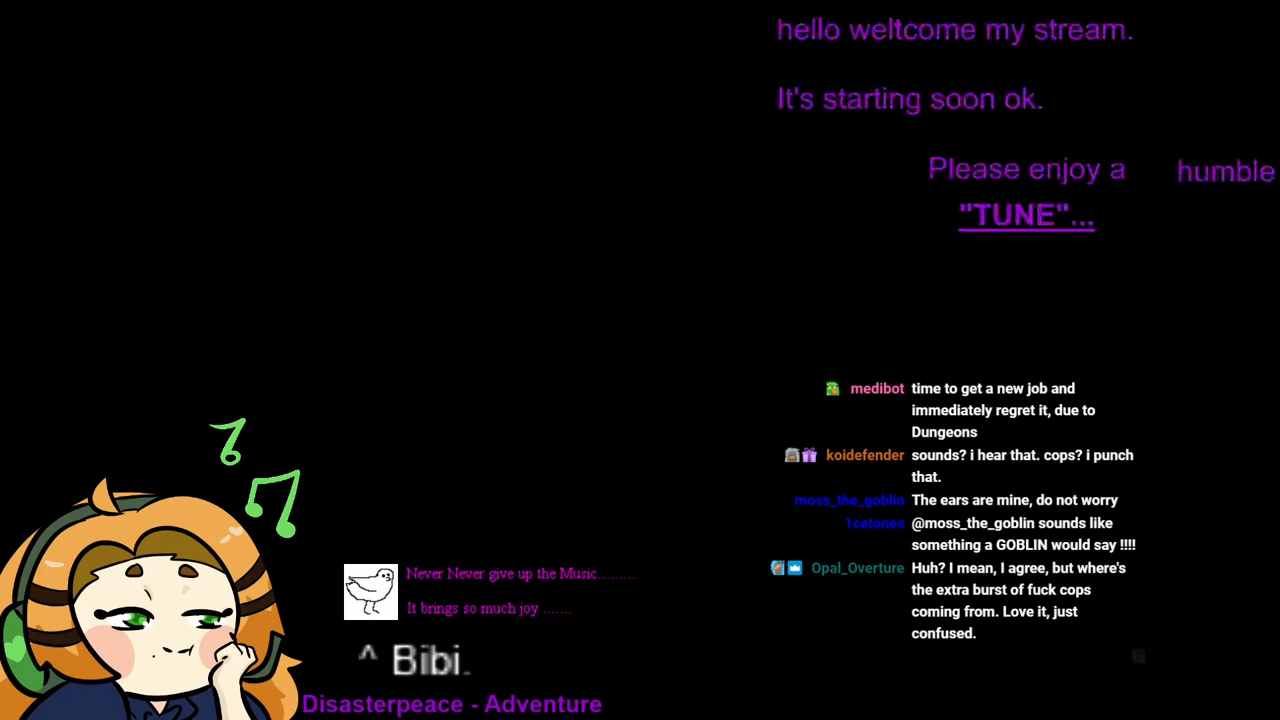 hello weltcome my stream.
It's starting soon ok.
Please enjoy a humble
"TUNE"...
medibot time to get a new job and
immediately regret it, due to
Dungeons
koidefender sounds? i hear that. cops? i punch
that.
moss_the_goblin The ears are mine, do not worry
1cetones @moss_the_goblin sounds like
something a GOBLIN would say !!!!
Opal_Overture Huh? I mean, I agree, but where's
the extra burst of fuck cops
coming from. Love it, just
confused.
Never Never give up the Music.........
It brings so much joy .......
^ Bibi.
Disasterpeace - Adventure